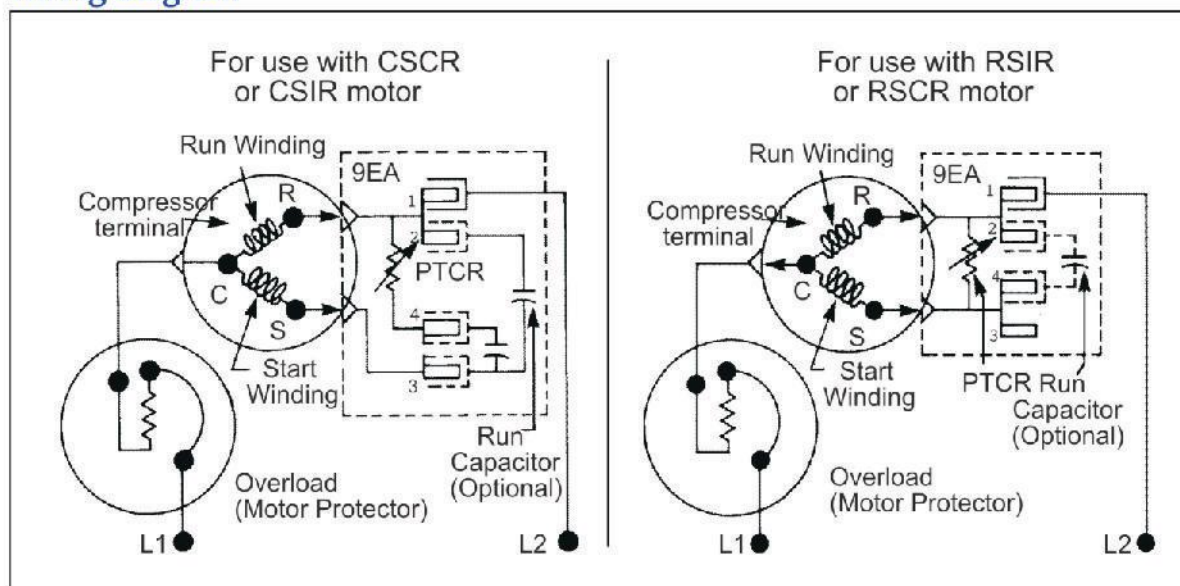 For use with CSCR
or CSIR motor
Run Winding
9EA
R
1
Compressor
terminal
2
PTCR
C
S
4
3
Start
Winding
Run
Capacitor
(Optional)
Overload
(Motor Protector)
L1
L2
For use with RSIR
or RSCR motor
Run Winding
9EA
R
1
Compressor
terminal
2
C
4
S
3
Start
Winding
PTCR Run
Capacitor
(Optional)
Overload
(Motor Protector)
L1
L2